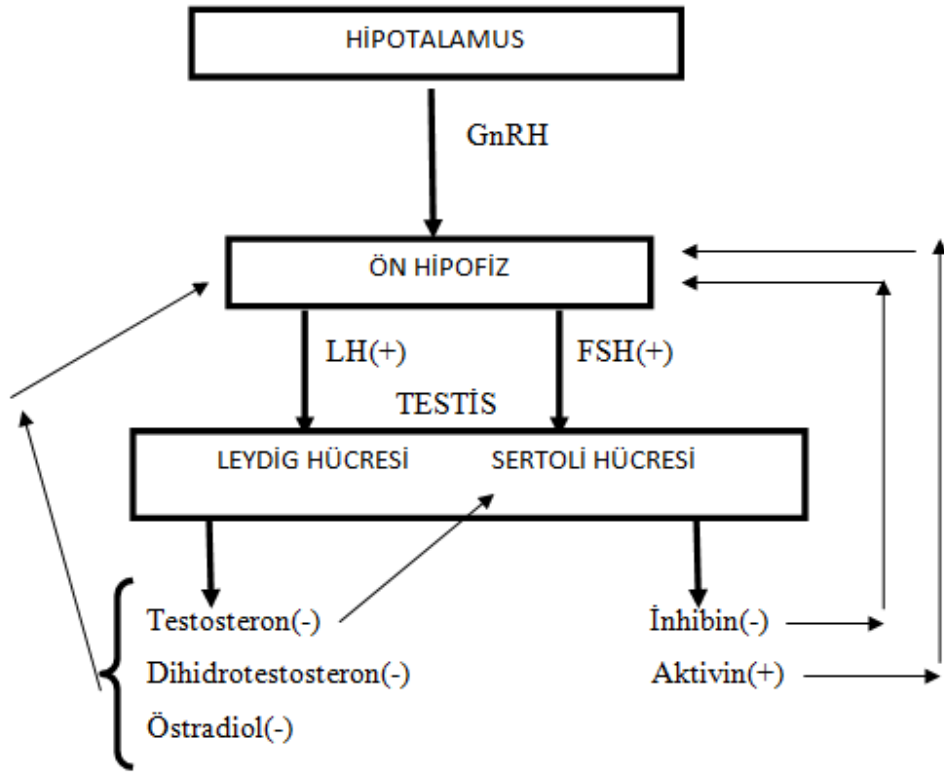 HİPOTALAMUS
GnRH
ÖN HİPOFİZ
LH(+) FSH(+)
TESTİS
LEYDİG HÜCRESİ SERTOLİ HÜCRESİ
Testosteron(-) İnhibin(-)
Dihidrotestosteron(-) Aktivin(+)
Östradiol(-)